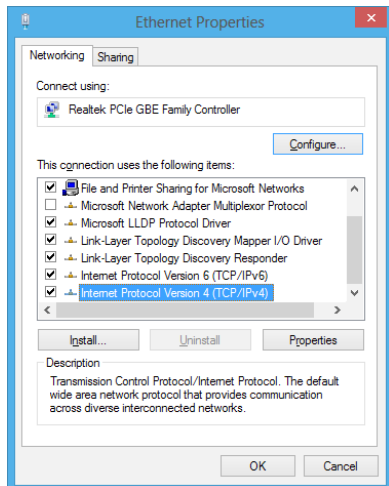 Ethernet Properties
Networking
Sharing
Connect using:
Realtek PCIe GBE Family Controller
Configure...
This connection uses the following items:
File and Printer Sharing for Microsoft Networks
Microsoft Network Adapter Multiplexor Protocol
Microsoft LLDP Protocol Driver
Link-Layer Topology Discovery Mapper I/O Driver
Link-Layer Topology Discovery Responder
Internet Protocol Version 6 (TCP/IPv6)
Internet Protocol Version 4 (TCP/IPv4)
Install...
Uninstall
Properties
Description
Transmission Control Protocol/Internet Protocol. The default
wide area network protocol that provides communication
across diverse interconnected networks.
OK
Cancel